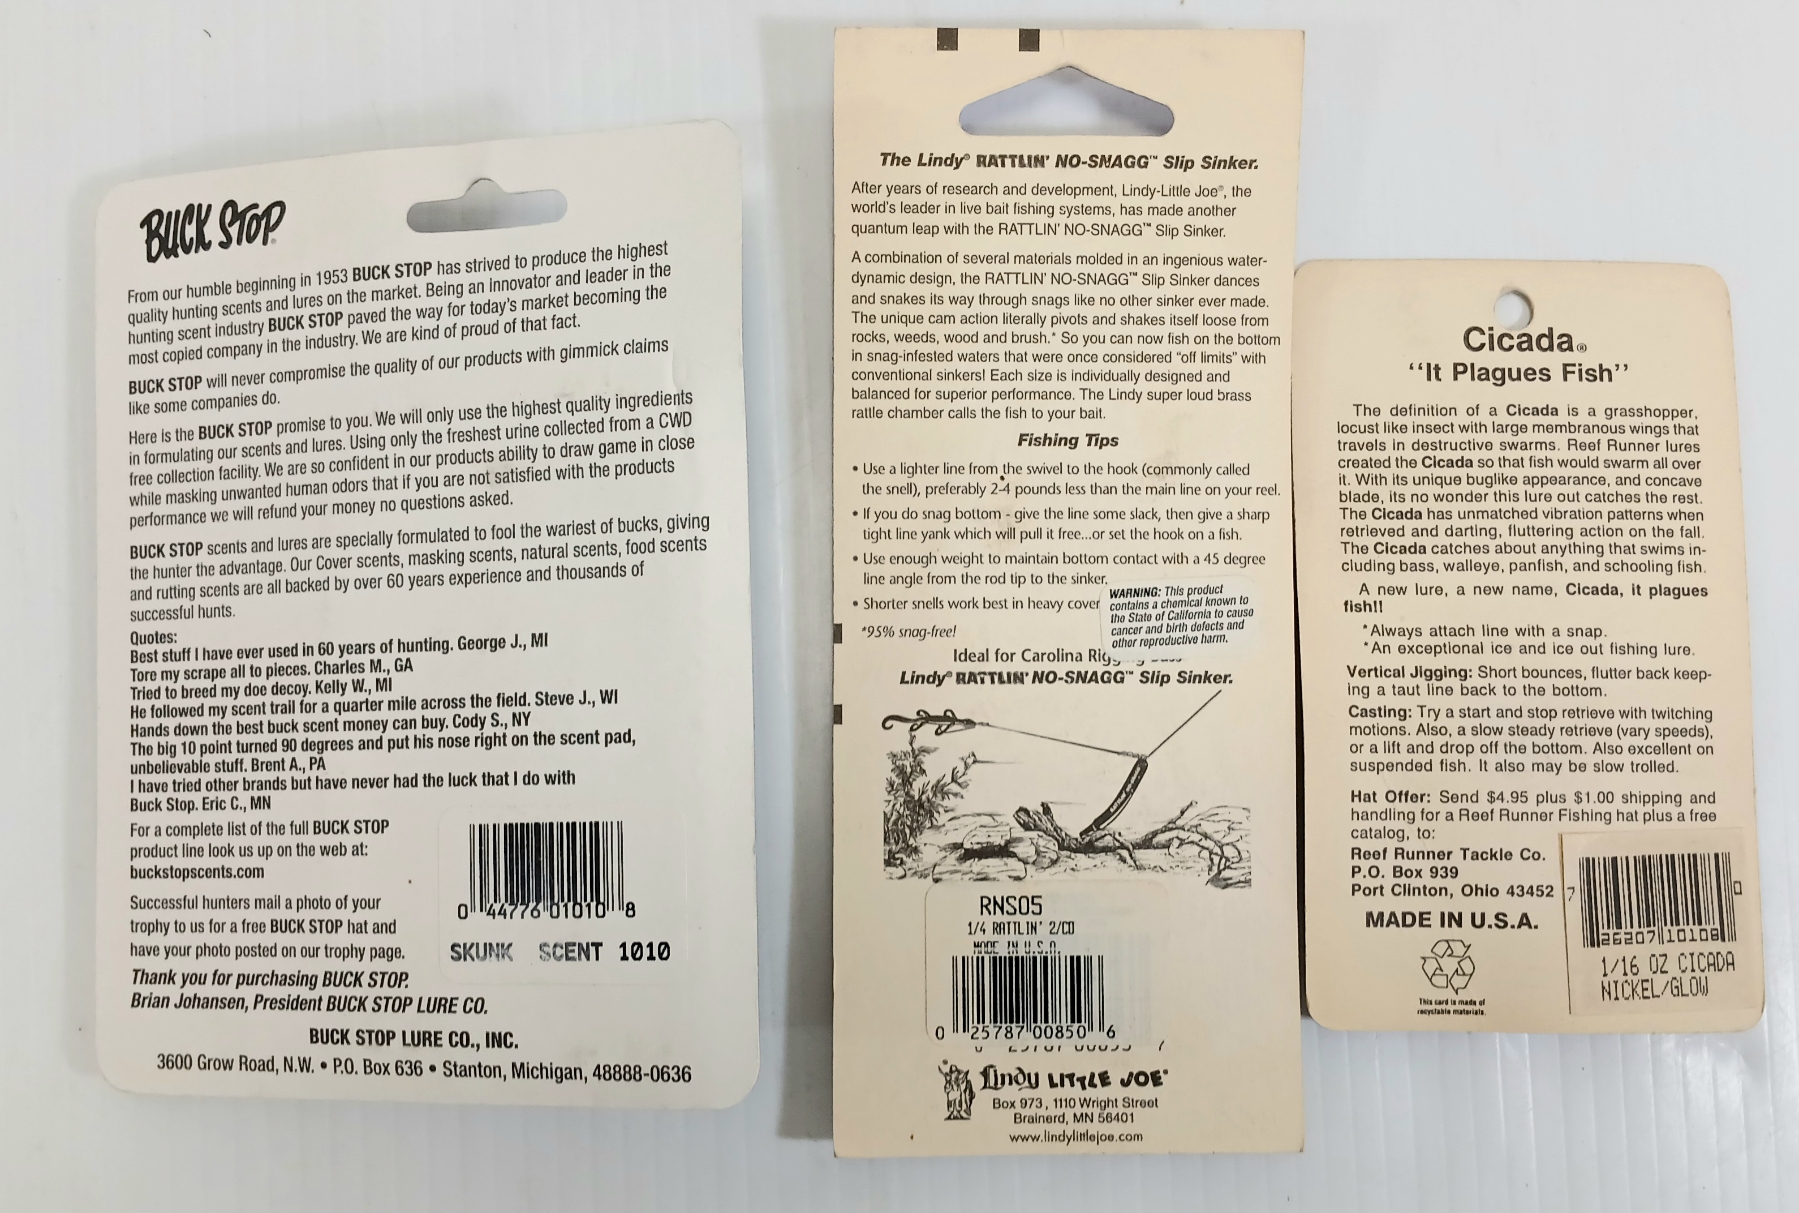 BUCK STOP
From our humble beginning in 1953 BUCK STOP has strived to produce the highest
quality hunting scents and lures on the market. Being an innovator and leader in the
hunting scent industry BUCK STOP paved the way for today's market becoming the
most copied company in the industry. We are kind of proud of that fact.
BUCK STOP will never compromise the quality of our products with gimmick claims
like some companies do.
Here is the BUCK STOP promise to you. We will only use the highest quality ingredients
in formulating our scents and lures. Using only the freshest urine collected from a CWD
free collection facility. We are so confident in our products ability to draw game in close
while masking unwanted human odors that if you are not satisfied with the products
performance we will refund your money no questions asked.
BUCK STOP scents and lures are specially formulated to fool the wariest of bucks, giving
the hunter the advantage. Our Cover scents, masking scents, natural scents, food scents
and rutting scents are all backed by over 60 years experience and thousands of
successful hunts.
Quotes:
Best stuff I have ever used in 60 years of hunting. George J., MI
Tore my scrape all to pieces. Charles M., GA
Tried to breed my doe decoy. Kelly W., MI
He followed my scent trail for a quarter mile across the field. Steve J., WI
Hands down the best buck scent money can buy. Cody S., NY
The big 10 point turned 90 degrees and put his nose right on the scent pad,
unbelievable stuff. Brent A., PA
I have tried other brands but have never had the luck that I do with
Buck Stop. Eric C., MN
For a complete list of the full BUCK STOP
product line look us up on the web at:
buckstopscents.com
Successful hunters mail a photo of your
trophy to us for a free BUCK STOP hat and
have your photo posted on our trophy page.
0 44776 01010 8
SKUNK SCENT 1010
Thank you for purchasing BUCK STOP.
Brian Johansen, President BUCK STOP LURE CO.
BUCK STOP LURE CO., INC.
3600 Grow Road, N.W. • P.O. Box 636 • Stanton, Michigan, 48888-0636
The Lindy® RATTLIN' NO-SNAGG™ Slip Sinker.
After years of research and development, Lindy-Little Joe®, the
world's leader in live bait fishing systems, has made another
quantum leap with the RATTLIN' NO-SNAGG™ Slip Sinker.
A combination of several materials molded in an ingenious water-
dynamic design, the RATTLIN' NO-SNAGG™ Slip Sinker dances
and snakes its way through snags like no other sinker ever made.
The unique cam action literally pivots and shakes itself loose from
rocks, weeds, wood and brush.* So you can now fish on the bottom
in snag-infested waters that were once considered "off limits" with
conventional sinkers! Each size is individually designed and
balanced for superior performance. The Lindy super loud brass
rattle chamber calls the fish to your bait.
Fishing Tips
• Use a lighter line from the swivel to the hook (commonly called
the snell), preferably 2-4 pounds less than the main line on your reel.
• If you do snag bottom - give the line some slack, then give a sharp
tight line yank which will pull it free...or set the hook on a fish.
• Use enough weight to maintain bottom contact with a 45 degree
line angle from the rod tip to the sinker.
• Shorter snells work best in heavy cover
*95% snag-free!
WARNING: This product
contains a chemical known to
the State of California to cause
cancer and birth defects and
other reproductive harm.
Ideal for Carolina
Lindy® RATTLIN' NO-SNAGG™ Slip Sinker.
RNS05
1/4 RATTLIN' 2/CD
MADE IN U.S.A.
0 25787 00850 6
Lindy LITTLE JOE®
Box 973, 1110 Wright Street
Brainerd, MN 56401
www.lindylittlejoe.com
Cicada®
"It Plagues Fish"
The definition of a Cicada is a grasshopper,
locust like insect with large membranous wings that
travels in destructive swarms. Reef Runner lures
created the Cicada so that fish would swarm all over
it. With its unique buglike appearance, and concave
blade, its no wonder this lure out catches the rest.
The Cicada has unmatched vibration patterns when
retrieved and darting, fluttering action on the fall.
The Cicada catches about anything that swims in-
cluding bass, walleye, panfish, and schooling fish.
A new lure, a new name, Cicada, it plagues
fish!!
*Always attach line with a snap.
*An exceptional ice and ice out fishing lure.
Vertical Jigging: Short bounces, flutter back keep-
ing a taut line back to the bottom.
Casting: Try a start and stop retrieve with twitching
motions. Also, a slow steady retrieve (vary speeds),
or a lift and drop off the bottom. Also excellent on
suspended fish. It also may be slow trolled.
Hat Offer: Send $4.95 plus $1.00 shipping and
handling for a Reef Runner Fishing hat plus a free
catalog, to:
Reef Runner Tackle Co.
P.O. Box 939
Port Clinton, Ohio 43452
MADE IN U.S.A.
This card is made of
recyclable materials.
7 26207 10108 0
1/16 OZ CICADA
NICKEL/GLOW